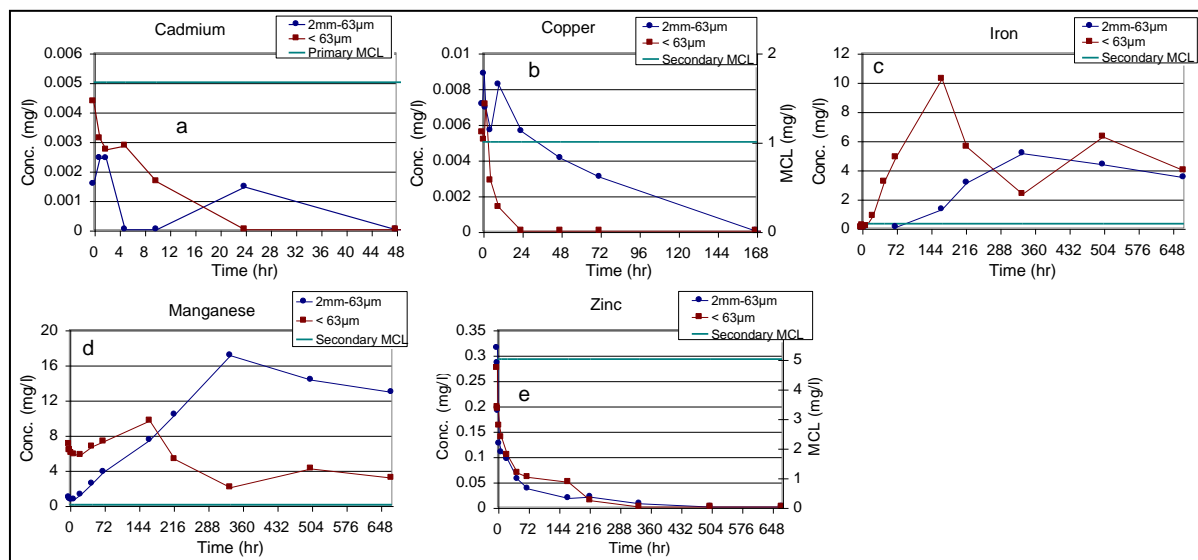 Cadmium
2mm-63µm
< 63µm
Primary MCL
0.006
0.005
0.004
0.003
0.002
0.001
0
Conc. (mg/l)
a
0 4 8 12 16 20 24 28 32 36 40 44 48
Time (hr)
Copper
2mm-63µm
< 63µm
Secondary MCL
0.01
0.008
0.006
0.004
0.002
0
Conc. (mg/l)
b
2
1
0
MCL (mg/l)
0 24 48 72 96 120 144 168
Time (hr)
Iron
2mm-63µm
< 63µm
Secondary MCL
12
10
8
6
4
2
0
Conc. (mg/l)
c
0 72 144 216 288 360 432 504 576 648
Time (hr)
Manganese
2mm-63µm
< 63µm
Secondary MCL
20
16
12
8
4
0
Conc. (mg/l)
d
0 72 144 216 288 360 432 504 576 648
Time (hr)
Zinc
2mm-63µm
< 63µm
Secondary MCL
0.35
0.3
0.25
0.2
0.15
0.1
0.05
0
Conc. (mg/l)
e
5
4
3
2
1
0
MCL (mg/l)
0 72 144 216 288 360 432 504 576 648
Time (hr)